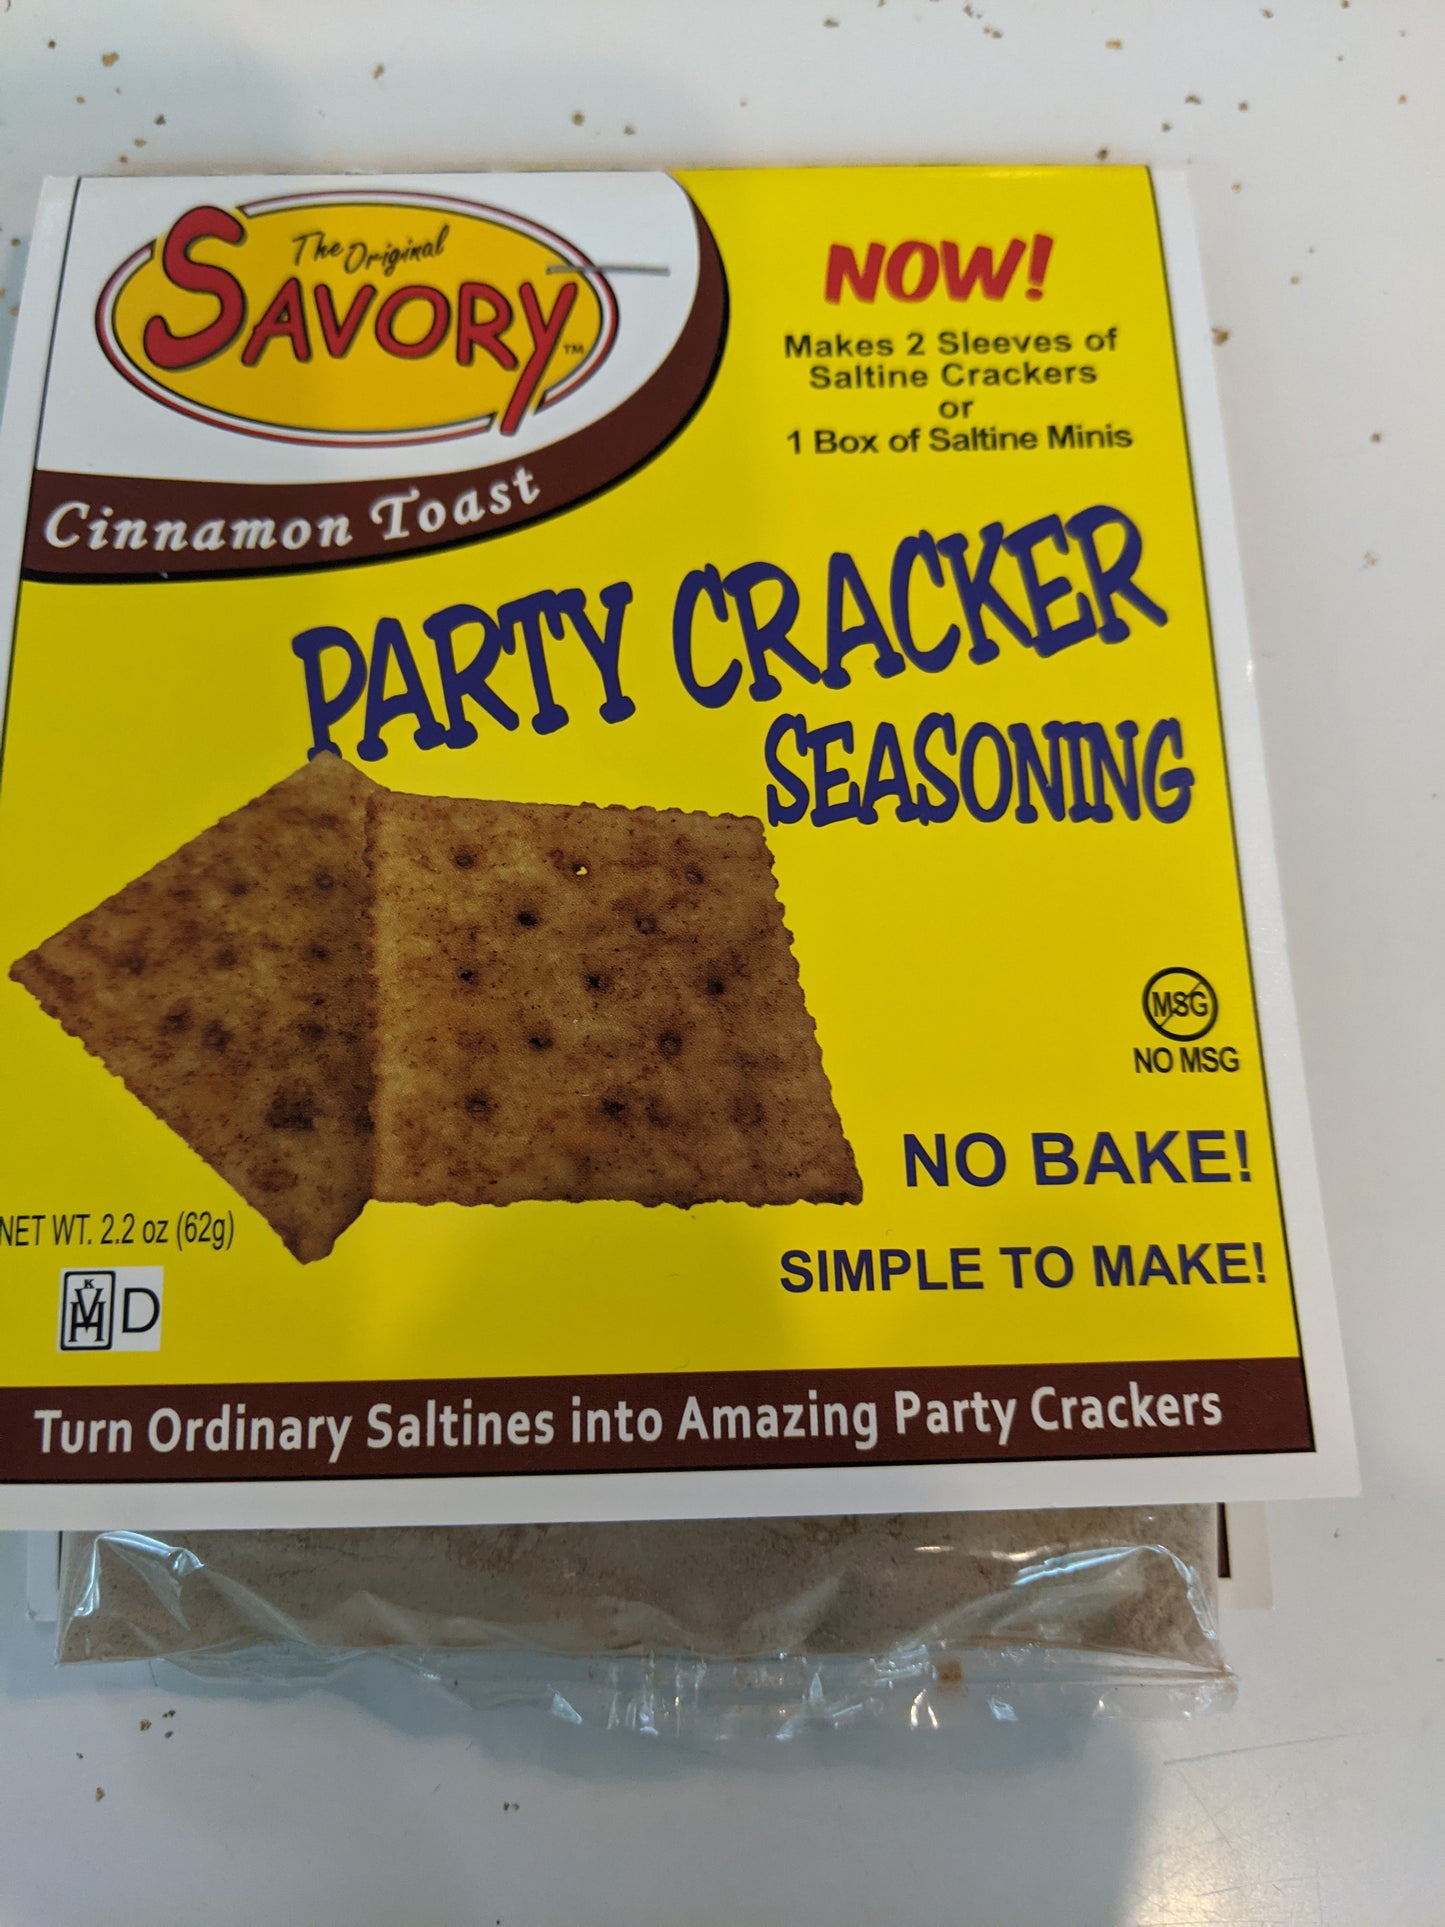 The Original
SAVORY™
Cinnamon Toast
NOW!
Makes 2 Sleeves of
Saltine Crackers
or
1 Box of Saltine Minis
PARTY CRACKER
SEASONING
MSG
NO MSG
NO BAKE!
SIMPLE TO MAKE!
NET WT. 2.2 oz (62g)
K
VH D
Turn Ordinary Saltines into Amazing Party Crackers